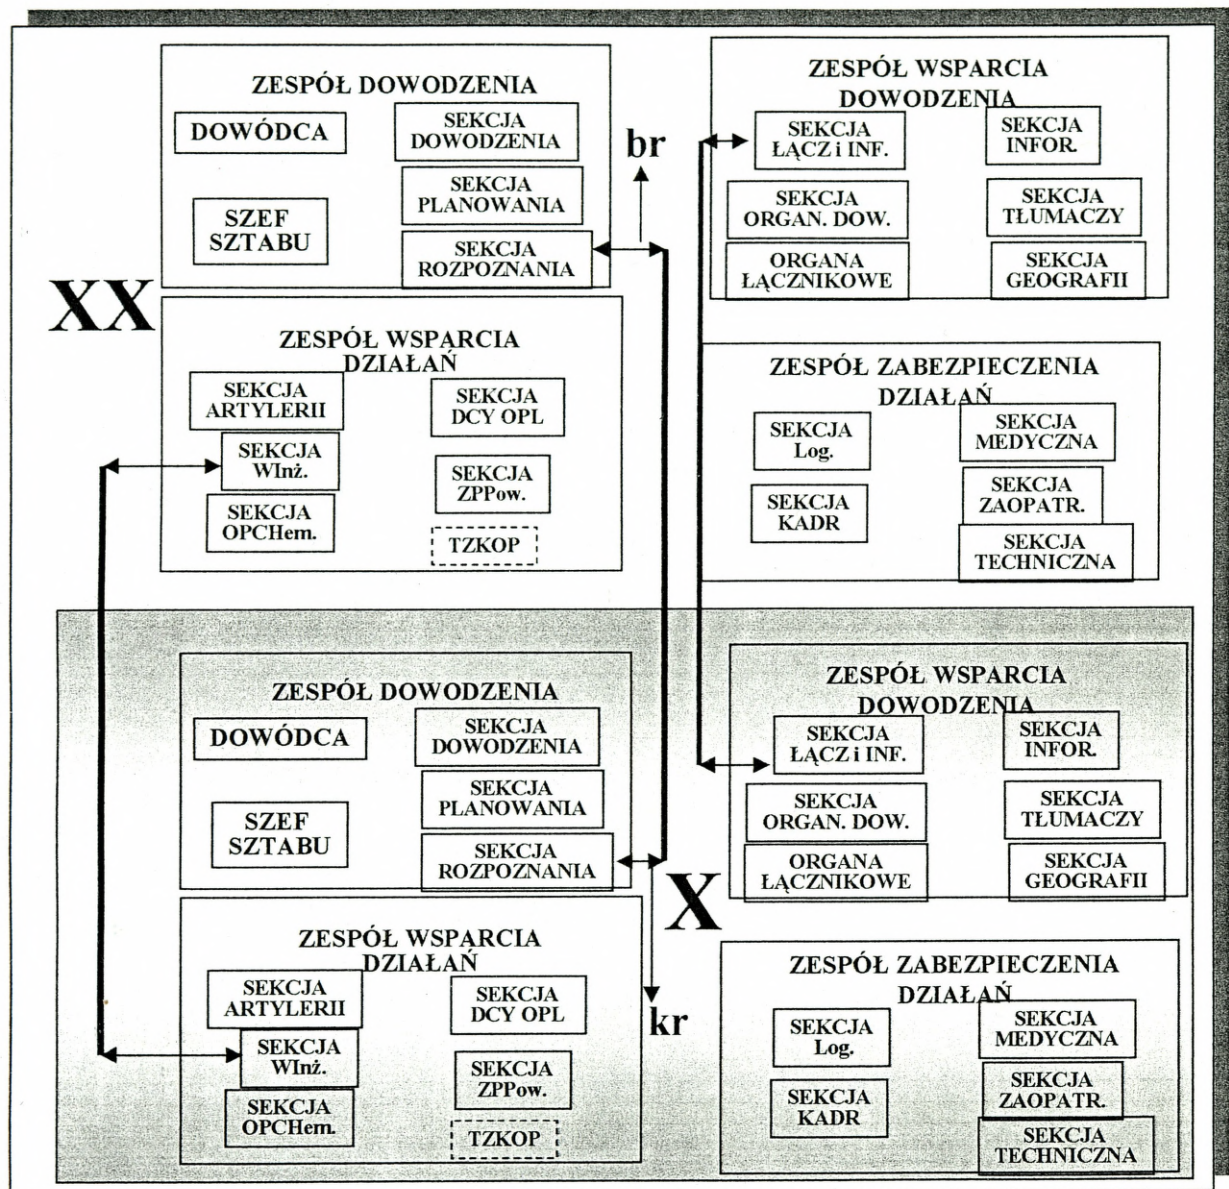 ZESPÓŁ DOWODZENIA
DOWÓDCA
SEKCJA
DOWODZENIA
SEKCJA
PLANOWANIA
SZEF
SZTABU
SEKCJA
ROZPOZNANIA
br
ZESPÓŁ WSPARCIA
DOWODZENIA
SEKCJA
ŁĄCZ i INF.
SEKCJA
INFOR.
SEKCJA
ORGAN. DOW.
SEKCJA
TŁUMACZY
ORGANA
ŁĄCZNIKOWE
SEKCJA
GEOGRAFII
XX
ZESPÓŁ WSPARCIA
DZIAŁAŃ
SEKCJA
ARTYLERII
SEKCJA
DCY OPL
SEKCJA
WInż.
SEKCJA
ZPPow.
SEKCJA
OPCHem.
TZKOP
ZESPÓŁ ZABEZPIECZENIA
DZIAŁAŃ
SEKCJA
Log.
SEKCJA
MEDYCZNA
SEKCJA
KADR
SEKCJA
ZAOPATR.
SEKCJA
TECHNICZNA
ZESPÓŁ DOWODZENIA
DOWÓDCA
SEKCJA
DOWODZENIA
SEKCJA
PLANOWANIA
SZEF
SZTABU
SEKCJA
ROZPOZNANIA
ZESPÓŁ WSPARCIA
DOWODZENIA
SEKCJA
ŁĄCZ i INF.
SEKCJA
INFOR.
SEKCJA
ORGAN. DOW.
SEKCJA
TŁUMACZY
ORGANA
ŁĄCZNIKOWE
SEKCJA
GEOGRAFII
X
kr
ZESPÓŁ WSPARCIA
DZIAŁAŃ
SEKCJA
ARTYLERII
SEKCJA
DCY OPL
SEKCJA
WInż.
SEKCJA
ZPPow.
SEKCJA
OPCHem.
TZKOP
ZESPÓŁ ZABEZPIECZENIA
DZIAŁAŃ
SEKCJA
Log.
SEKCJA
MEDYCZNA
SEKCJA
KADR
SEKCJA
ZAOPATR.
SEKCJA
TECHNICZNA